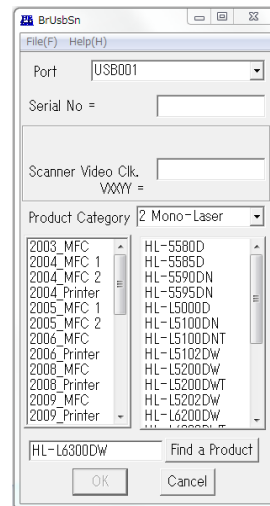 BrUsbSn
File(F) Help(H)
Port USB001
Serial No =
Scanner Video Clk.
VXXYY =
Product Category 2 Mono-Laser
2003_MFC
2004_MFC 1
2004_MFC 2
2004_Printer
2005_MFC 1
2005_MFC 2
2006_MFC
2006_Printer
2008_MFC
2008_Printer
2009_MFC
2009_Printer
HL-5580D
HL-5585D
HL-5590DN
HL-5595DN
HL-L5000D
HL-L5100DN
HL-L5100DNT
HL-L5102DW
HL-L5200DW
HL-L5200DWT
HL-L5202DW
HL-L6200DW
HL-L6300DW Find a Product
OK Cancel